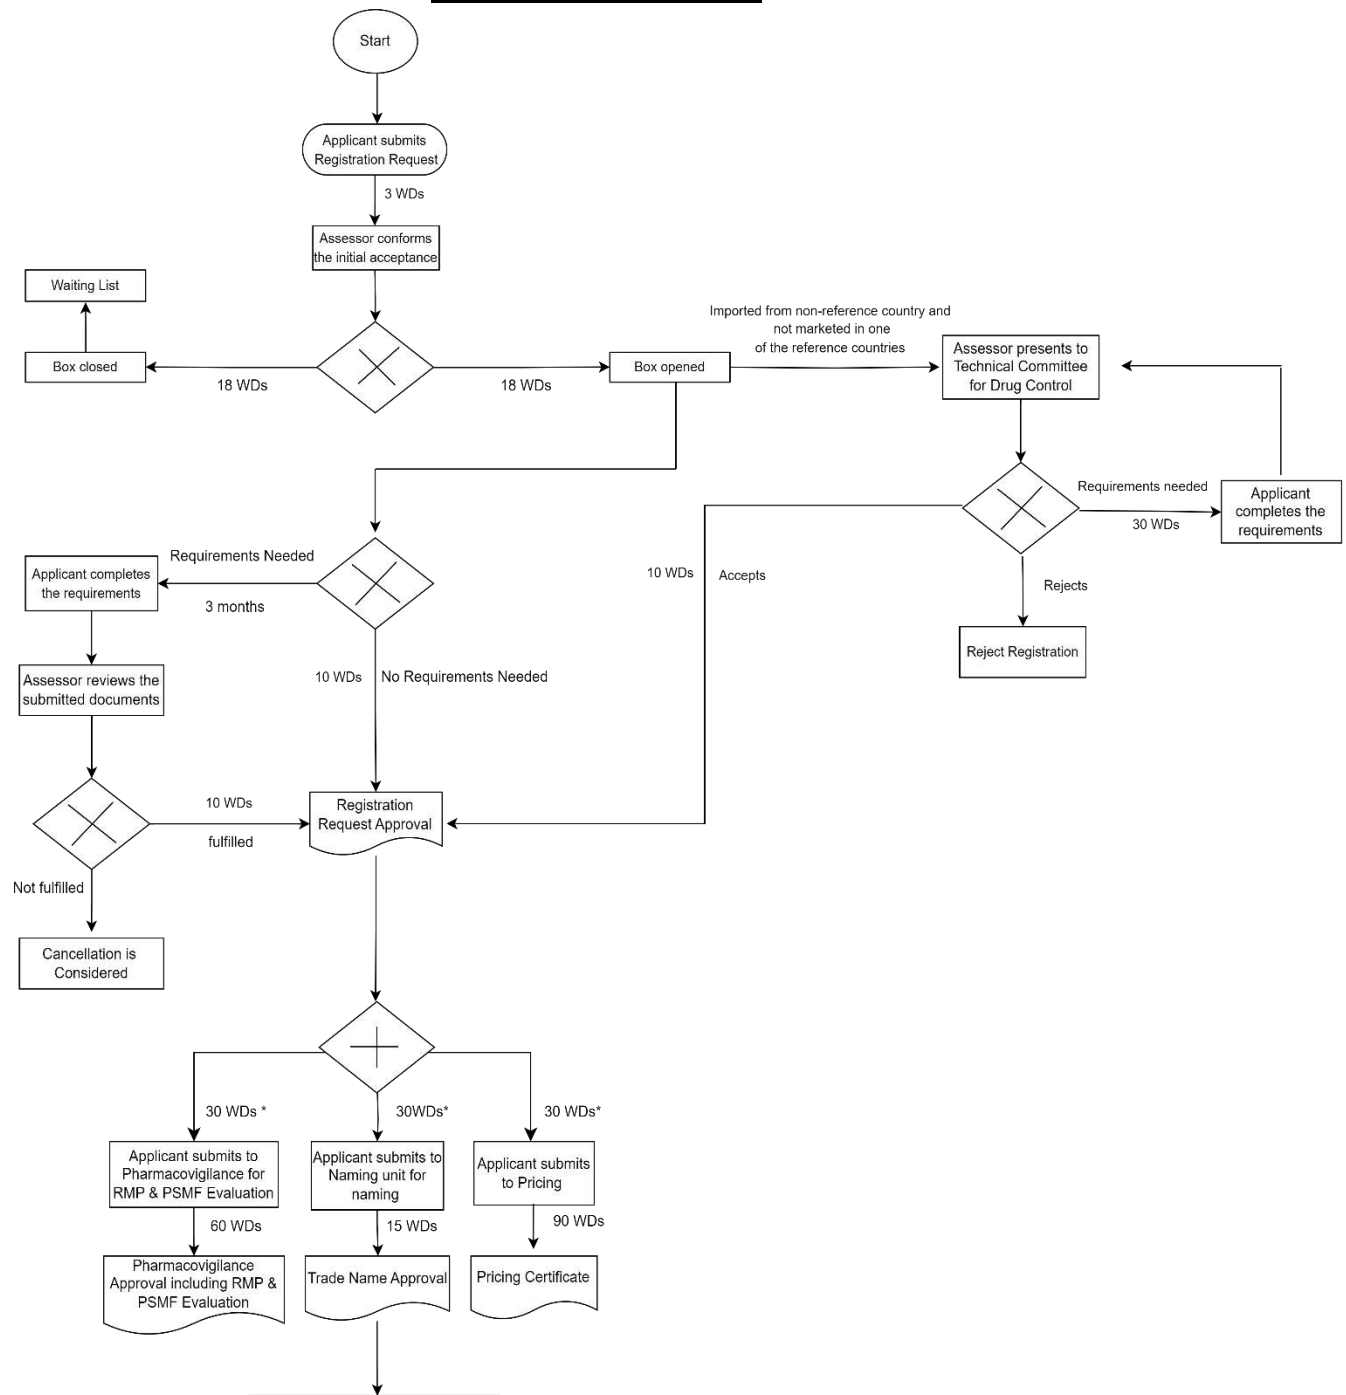 Start
Applicant submits
Registration Request
3 WDs
Assessor conforms
the initial acceptance
Waiting List
Box closed
18 WDs
18 WDs
Box opened
Imported from non-reference country and
not marketed in one
of the reference countries
Assessor presents to
Technical Committee
for Drug Control
Requirements needed
30 WDs
Applicant
completes the
requirements
10 WDs
Accepts
Rejects
Reject Registration
Requirements Needed
3 months
Applicant completes
the requirements
10 WDs
No Requirements Needed
Assessor reviews the
submitted documents
10 WDs
fulfilled
Registration
Request Approval
Not fulfilled
Cancellation is
Considered
30 WDs *
30WDs*
30 WDs*
Applicant submits to
Pharmacovigilance for
RMP & PSMF Evaluation
Applicant submits to
Naming unit for
naming
Applicant submits
to Pricing
60 WDs
15 WDs
90 WDs
Pharmacovigilance
Approval including RMP &
PSMF Evaluation
Trade Name Approval
Pricing Certificate